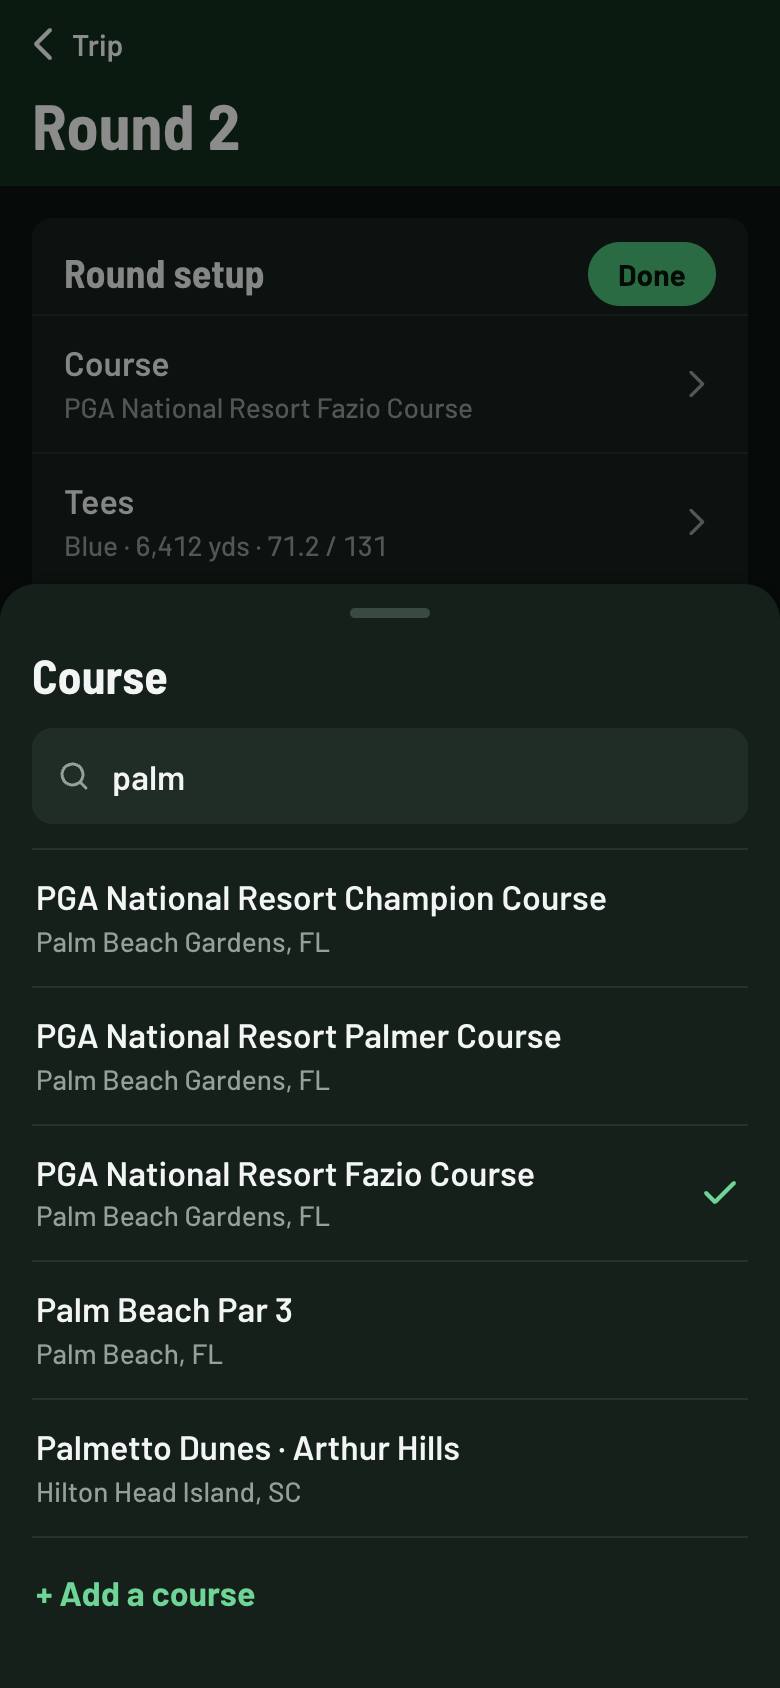 Trip
Round 2
Round setup
Done
Course
PGA National Resort Fazio Course
Tees
Blue · 6,412 yds · 71.2 / 131
Course
palm
PGA National Resort Champion Course
Palm Beach Gardens, FL
PGA National Resort Palmer Course
Palm Beach Gardens, FL
PGA National Resort Fazio Course
Palm Beach Gardens, FL
Palm Beach Par 3
Palm Beach, FL
Palmetto Dunes · Arthur Hills
Hilton Head Island, SC
+ Add a course